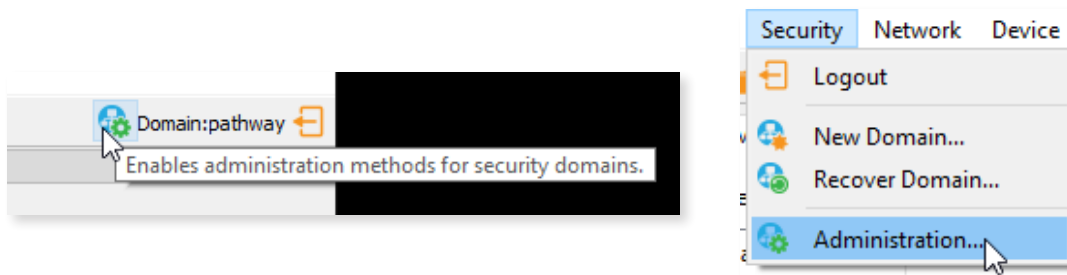 Domain:pathway
Enables administration methods for security domains.
Security Network Device
Logout
New Domain...
Recover Domain...
Administration...